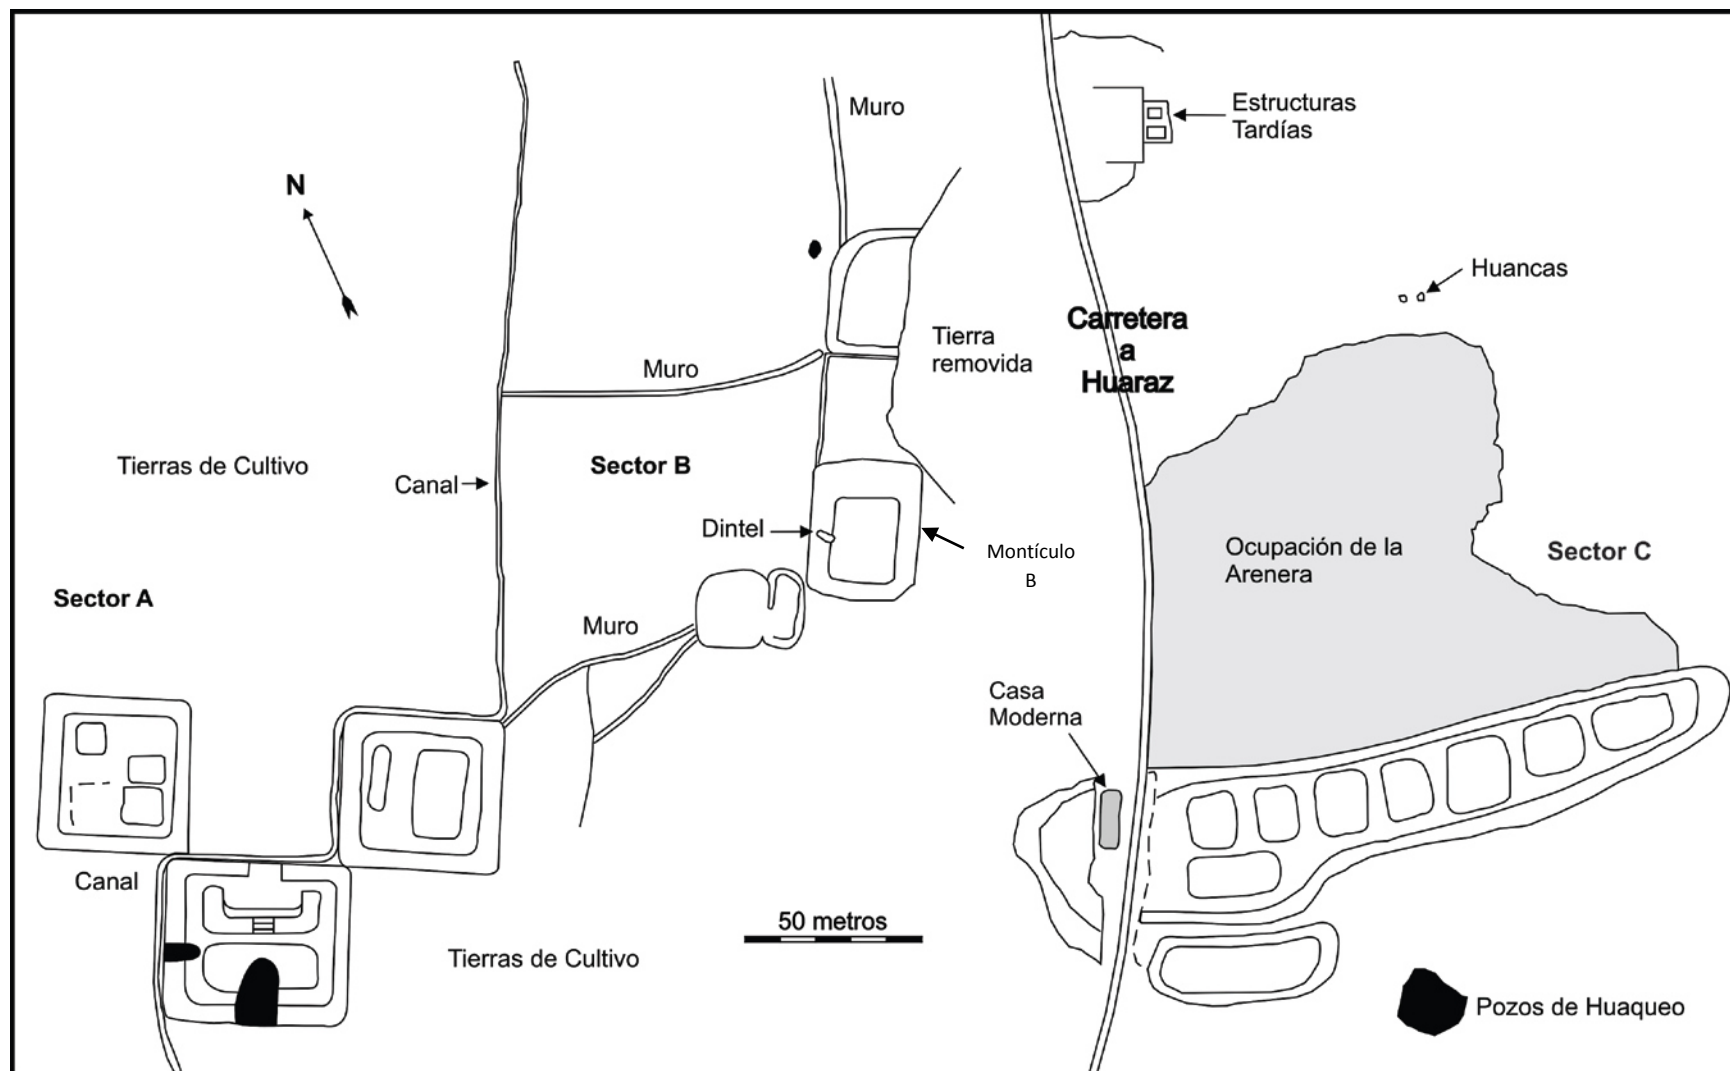 Muro
Estructuras
Tardías
N
Huancas
Carretera
a
Huaraz
Tierra
removida
Muro
Tierras de Cultivo
Sector B
Canal
Dintel
Montículo
B
Ocupación de la
Arenera
Sector C
Sector A
Muro
Casa
Moderna
Canal
50 metros
Tierras de Cultivo
Pozos de Huaqueo